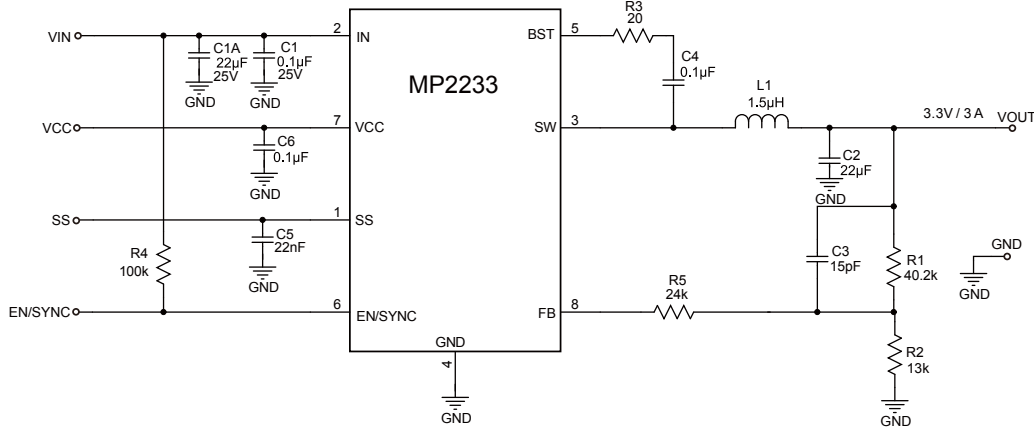 VIN
C1A
22µF
25V
GND
C1
0.1µF
25V
GND
2
IN
MP2233
BST
5
R3
20
C4
0.1µF
L1
1.5µH
VCC
7
VCC
C6
0.1µF
GND
SW
3
3.3V / 3 A
VOUT
C2
22µF
GND
SS
1
SS
C5
22nF
GND
R4
100k
C3
15pF
R1
40.2k
GND
GND
EN/SYNC
6
EN/SYNC
FB
8
R5
24k
GND
4
GND
R2
13k
GND